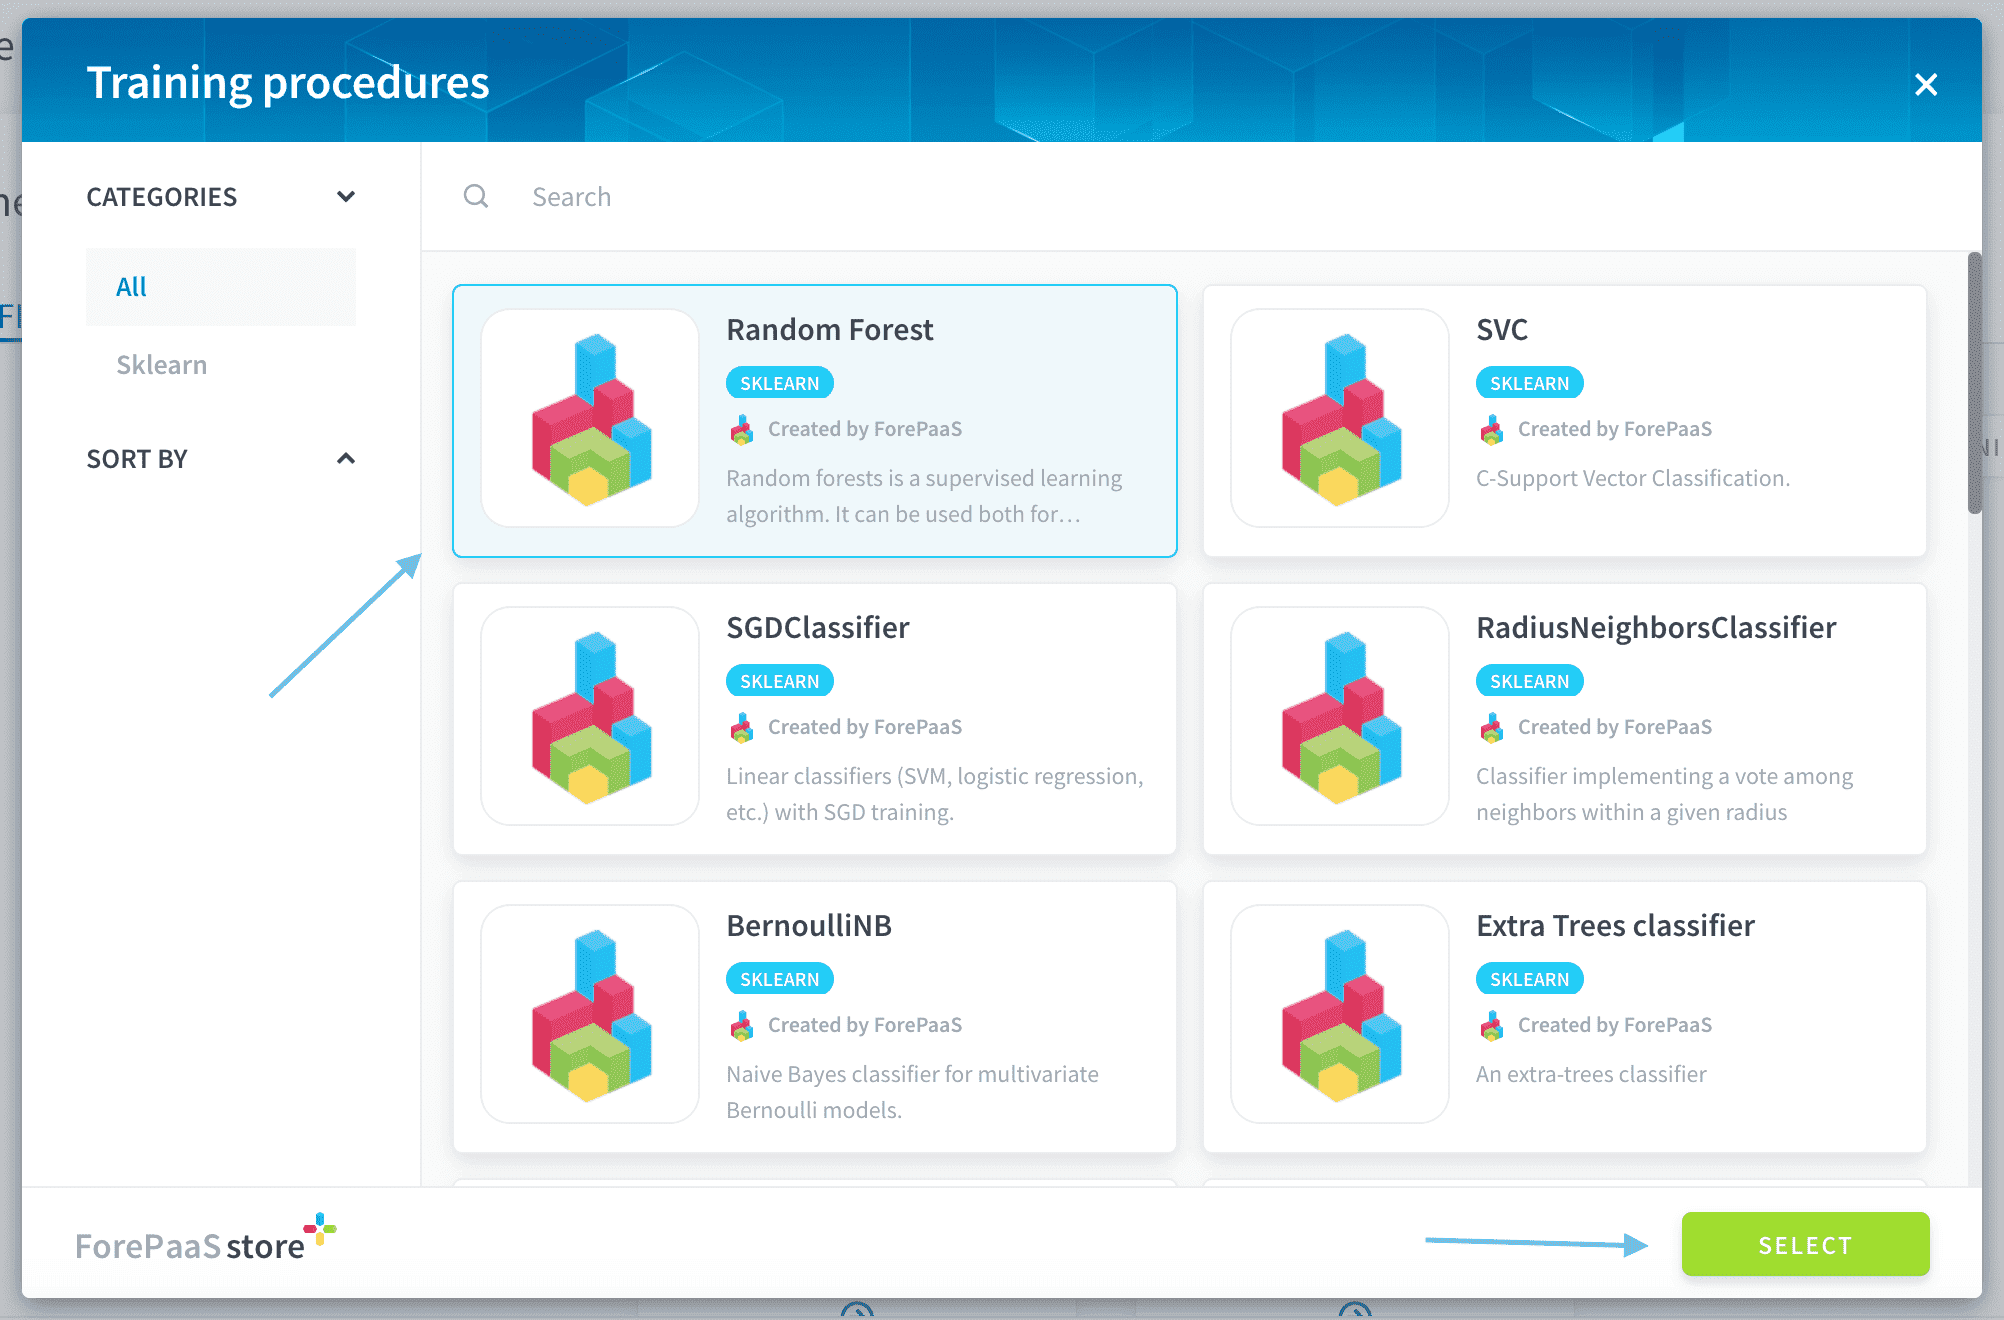 Training procedures
CATEGORIES
All
Sklearn
SORT BY
Search
Random Forest
SKLEARN
Created by ForePaaS
Random forests is a supervised learning
algorithm. It can be used both for…
SVC
SKLEARN
Created by ForePaaS
C-Support Vector Classification.
SGDClassifier
SKLEARN
Created by ForePaaS
Linear classifiers (SVM, logistic regression,
etc.) with SGD training.
RadiusNeighborsClassifier
SKLEARN
Created by ForePaaS
Classifier implementing a vote among
neighbors within a given radius
BernoulliNB
SKLEARN
Created by ForePaaS
Naive Bayes classifier for multivariate
Bernoulli models.
Extra Trees classifier
SKLEARN
Created by ForePaaS
An extra-trees classifier
ForePaaS store
SELECT